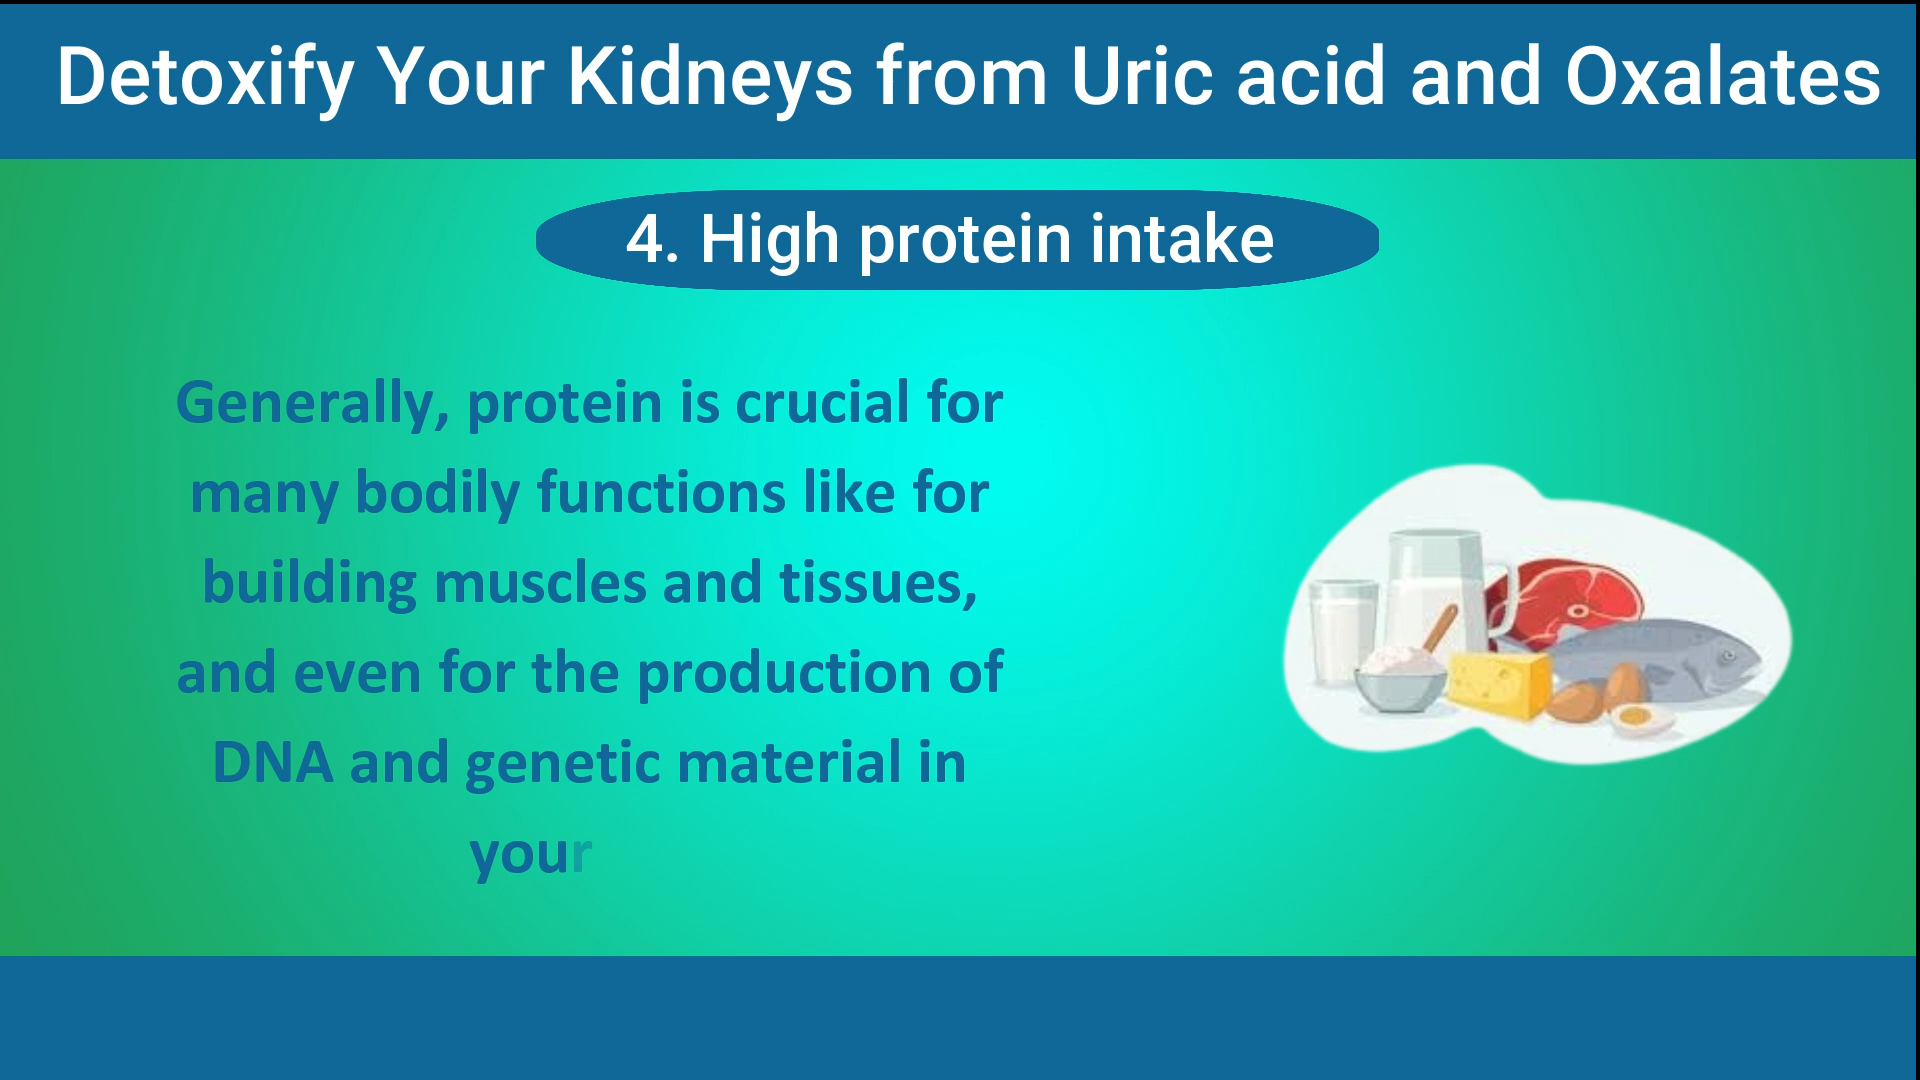 Detoxify Your Kidneys from Uric acid and Oxalates
4. High protein intake
Generally, protein is crucial for
many bodily functions like for
building muscles and tissues,
and even for the production of
DNA and genetic material in
your